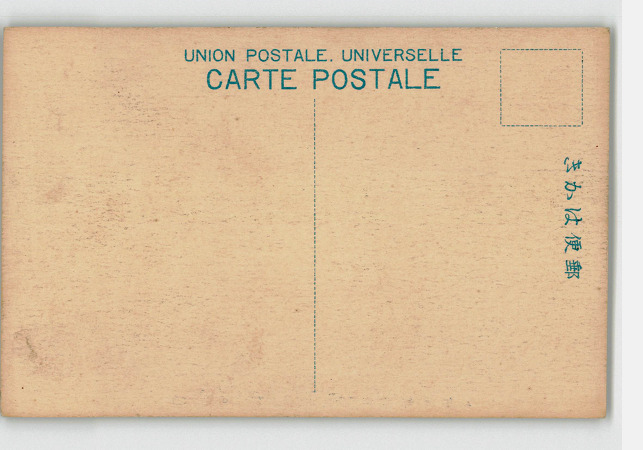 UNION POSTALE. UNIVERSELLE
CARTE POSTALE
郵便はかき